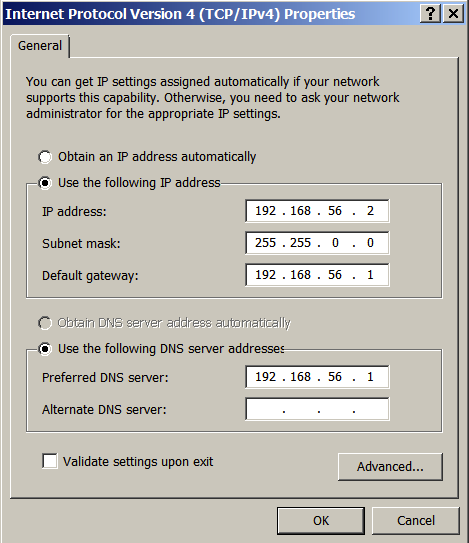 Internet Protocol Version 4 (TCP/IPv4) Properties
General
You can get IP settings assigned automatically if your network
supports this capability. Otherwise, you need to ask your network
administrator for the appropriate IP settings.
Obtain an IP address automatically
Use the following IP address
IP address: 192 . 168 . 56 . 2
Subnet mask: 255 . 255 . 0 . 0
Default gateway: 192 . 168 . 56 . 1
Obtain DNS server address automatically
Use the following DNS server addresses
Preferred DNS server: 192 . 168 . 56 . 1
Alternate DNS server: . . .
Validate settings upon exit
Advanced...
OK Cancel